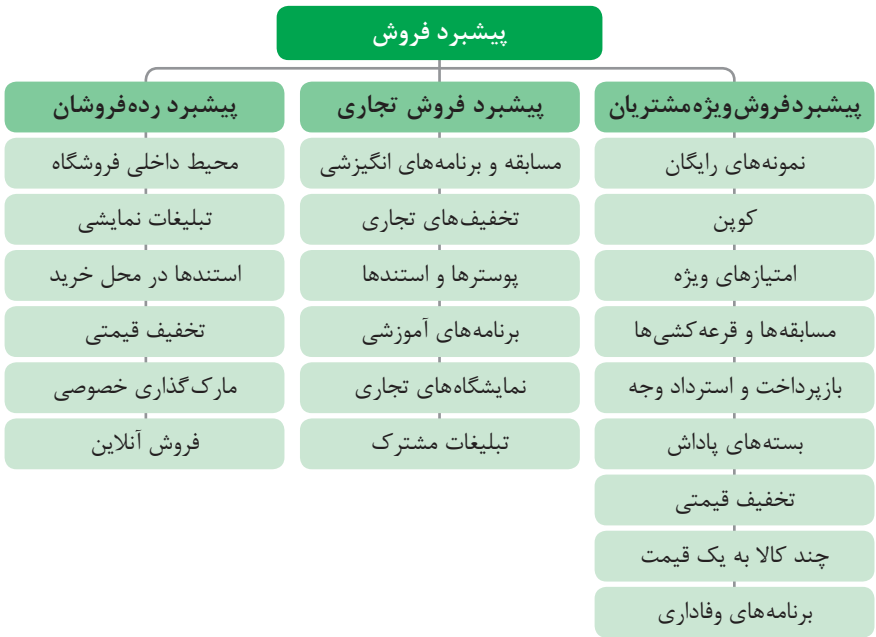 پیشبرد فروش
پیشبردفروش‌ویژه‌مشتریان
نمونه‌های رایگان
کوپن
امتیازهای ویژه
مسابقه‌ها و قرعه‌کشی‌ها
بازپرداخت و استرداد وجه
بسته‌های پاداش
تخفیف قیمتی
چند کالا به یک قیمت
برنامه‌های وفاداری
پیشبرد فروش تجاری
مسابقه و برنامه‌های انگیزشی
تخفیف‌های تجاری
پوسترها و استندها
برنامه‌های آموزشی
نمایشگاه‌های تجاری
تبلیغات مشترک
پیشبرد رده‌فروشان
محیط داخلی فروشگاه
تبلیغات نمایشی
استندها در محل خرید
تخفیف قیمتی
مارک‌گذاری خصوصی
فروش آنلاین